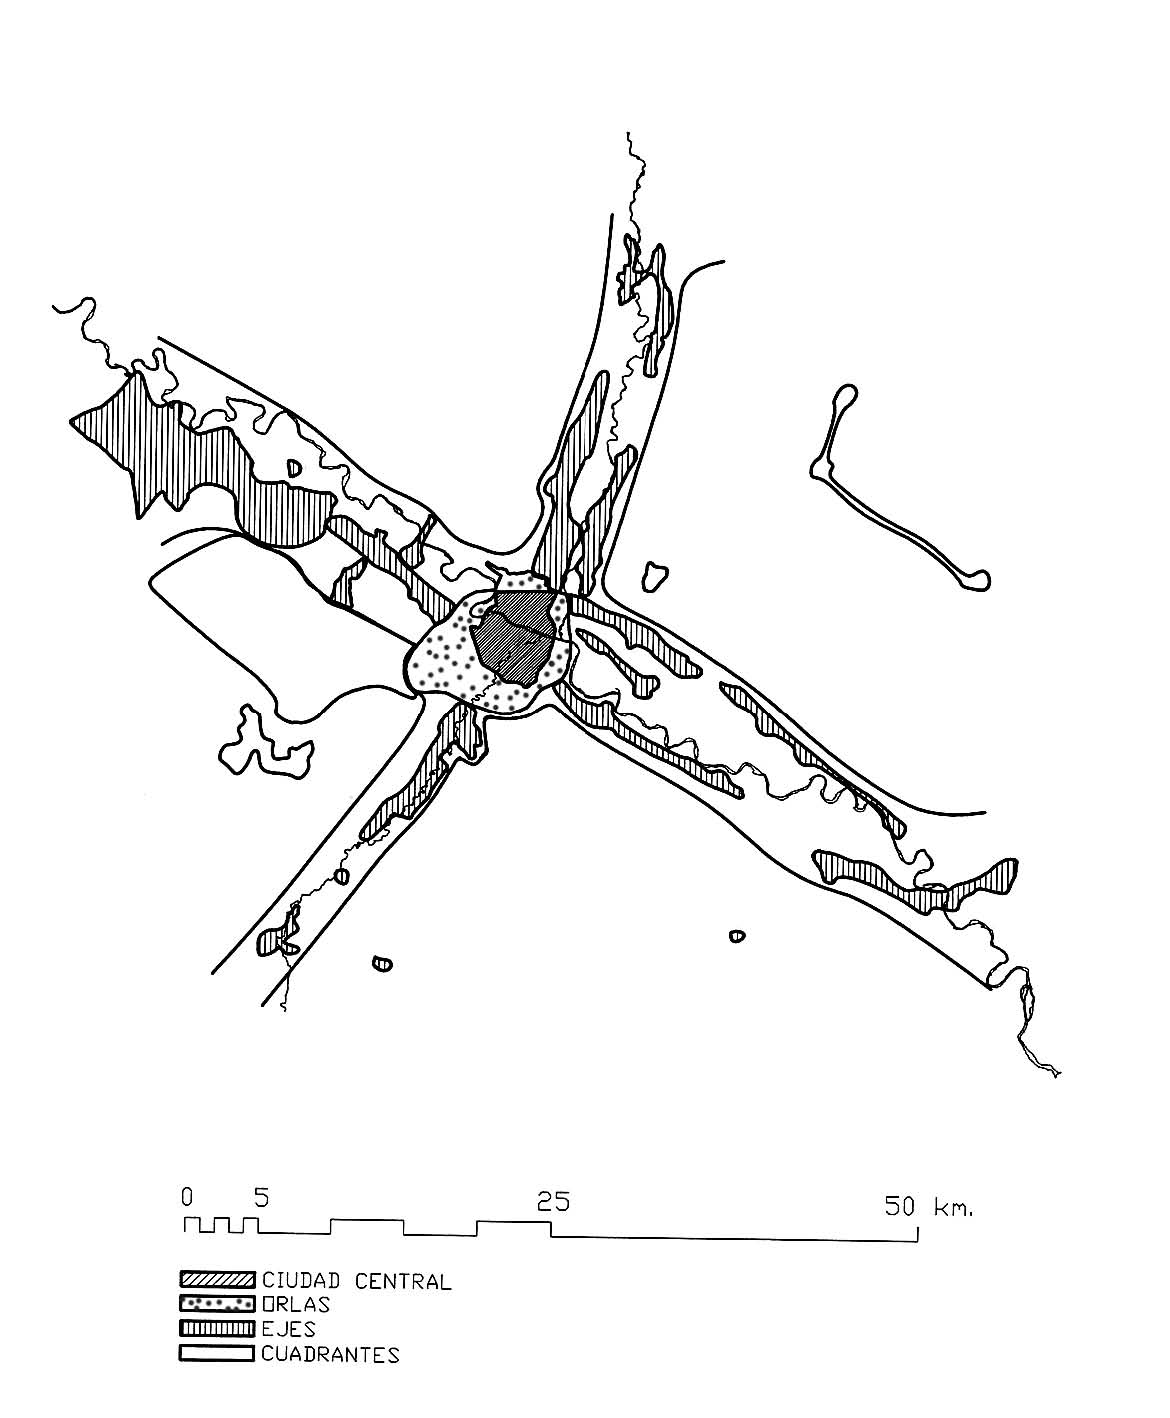 0 5 25 50 km.
CIUDAD CENTRAL
ORLAS
EJES
CUADRANTES